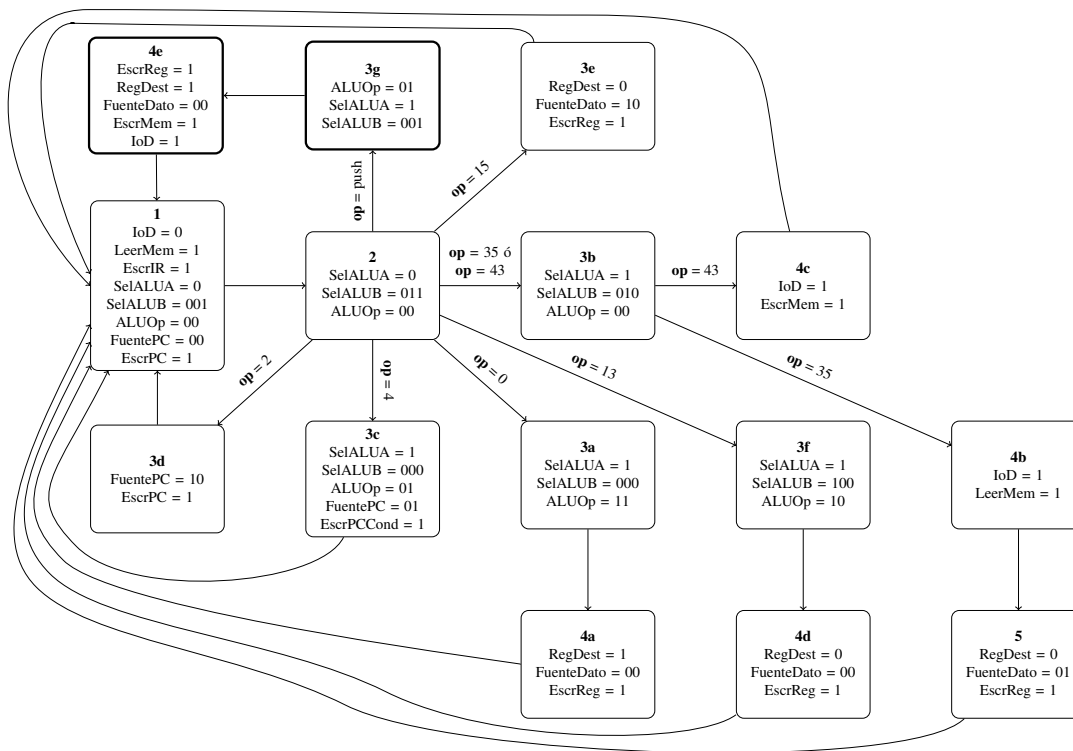 4e
EscrReg = 1
RegDest = 1
FuenteDato = 00
EscrMem = 1
IoD = 1
3g
ALUOp = 01
SelALUA = 1
SelALUB = 001
3e
RegDest = 0
FuenteDato = 10
EscrReg = 1
op = push
op = 15
1
IoD = 0
LeerMem = 1
EscrIR = 1
SelALUA = 0
SelALUB = 001
ALUOp = 00
FuentePC = 00
EscrPC = 1
2
SelALUA = 0
SelALUB = 011
ALUOp = 00
op = 35 ó
op = 43
3b
SelALUA = 1
SelALUB = 010
ALUOp = 00
op = 43
4c
IoD = 1
EscrMem = 1
op = 2
op = 4
op = 0
op = 13
op = 35
3d
FuentePC = 10
EscrPC = 1
3c
SelALUA = 1
SelALUB = 000
ALUOp = 01
FuentePC = 01
EscrPCCond = 1
3a
SelALUA = 1
SelALUB = 000
ALUOp = 11
3f
SelALUA = 1
SelALUB = 100
ALUOp = 10
4b
IoD = 1
LeerMem = 1
4a
RegDest = 1
FuenteDato = 00
EscrReg = 1
4d
RegDest = 0
FuenteDato = 00
EscrReg = 1
5
RegDest = 0
FuenteDato = 01
EscrReg = 1